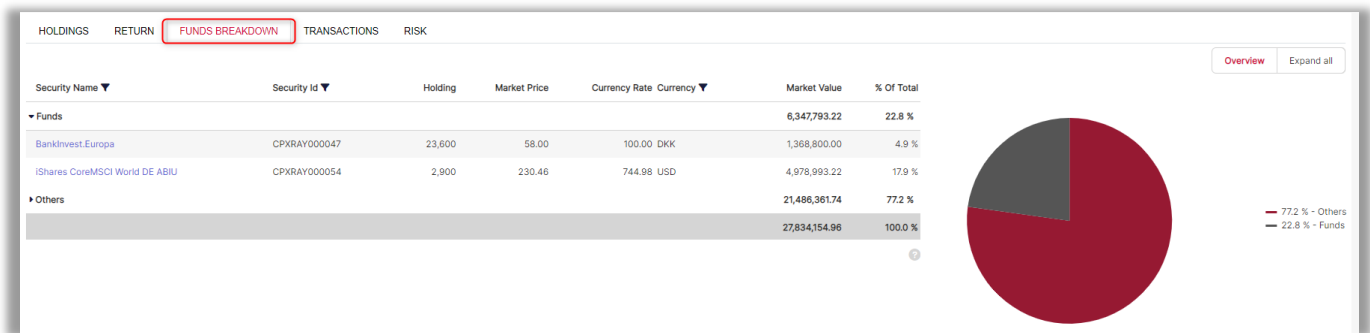 HOLDINGS RETURN FUNDS BREAKDOWN TRANSACTIONS RISK
Overview Expand all
Security Name Security Id Holding Market Price Currency Rate Currency Market Value % Of Total
Funds 6,347,793.22 22.8 %
BankInvest.Europa CPXRAY000047 23,600 58.00 100.00 DKK 1,368,800.00 4.9 %
iShares CoreMSCI World DE ABIU CPXRAY000054 2,900 230.46 744.98 USD 4,978,993.22 17.9 %
Others 21,486,361.74 77.2 %
27,834,154.96 100.0 %
?
77.2 % - Others
22.8 % - Funds